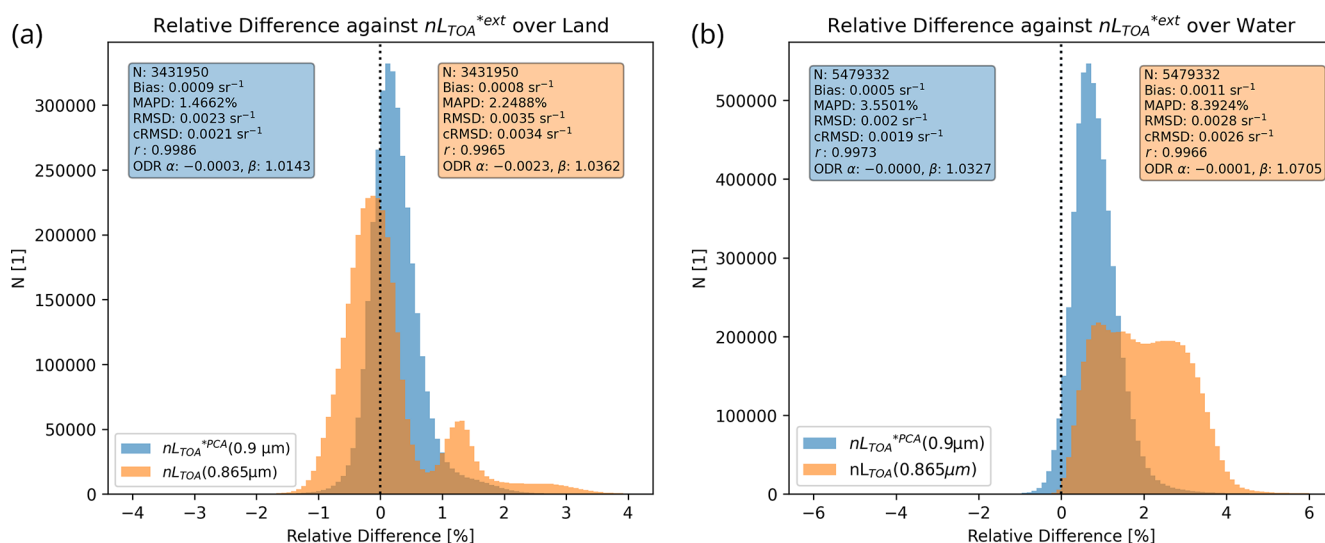 (a)
Relative Difference against nL_TOA^*ext over Land
N: 3431950
Bias: 0.0009 sr⁻¹
MAPD: 1.4662%
RMSD: 0.0023 sr⁻¹
cRMSD: 0.0021 sr⁻¹
r : 0.9986
ODR α: −0.0003, β: 1.0143
N: 3431950
Bias: 0.0008 sr⁻¹
MAPD: 2.2488%
RMSD: 0.0035 sr⁻¹
cRMSD: 0.0034 sr⁻¹
r : 0.9965
ODR α: −0.0023, β: 1.0362
300000
250000
200000
150000
100000
50000
0
N [1]
nL_TOA^*PCA(0.9 μm)
nL_TOA(0.865μm)
−4 −3 −2 −1 0 1 2 3 4
Relative Difference [%]
(b)
Relative Difference against nL_TOA^*ext over Water
N: 5479332
Bias: 0.0005 sr⁻¹
MAPD: 3.5501%
RMSD: 0.002 sr⁻¹
cRMSD: 0.0019 sr⁻¹
r : 0.9973
ODR α: −0.0000, β: 1.0327
N: 5479332
Bias: 0.0011 sr⁻¹
MAPD: 8.3924%
RMSD: 0.0028 sr⁻¹
cRMSD: 0.0026 sr⁻¹
r : 0.9966
ODR α: −0.0001, β: 1.0705
500000
400000
300000
200000
100000
0
N [1]
nL_TOA^*PCA(0.9μm)
nL_TOA(0.865μm)
−6 −4 −2 0 2 4 6
Relative Difference [%]